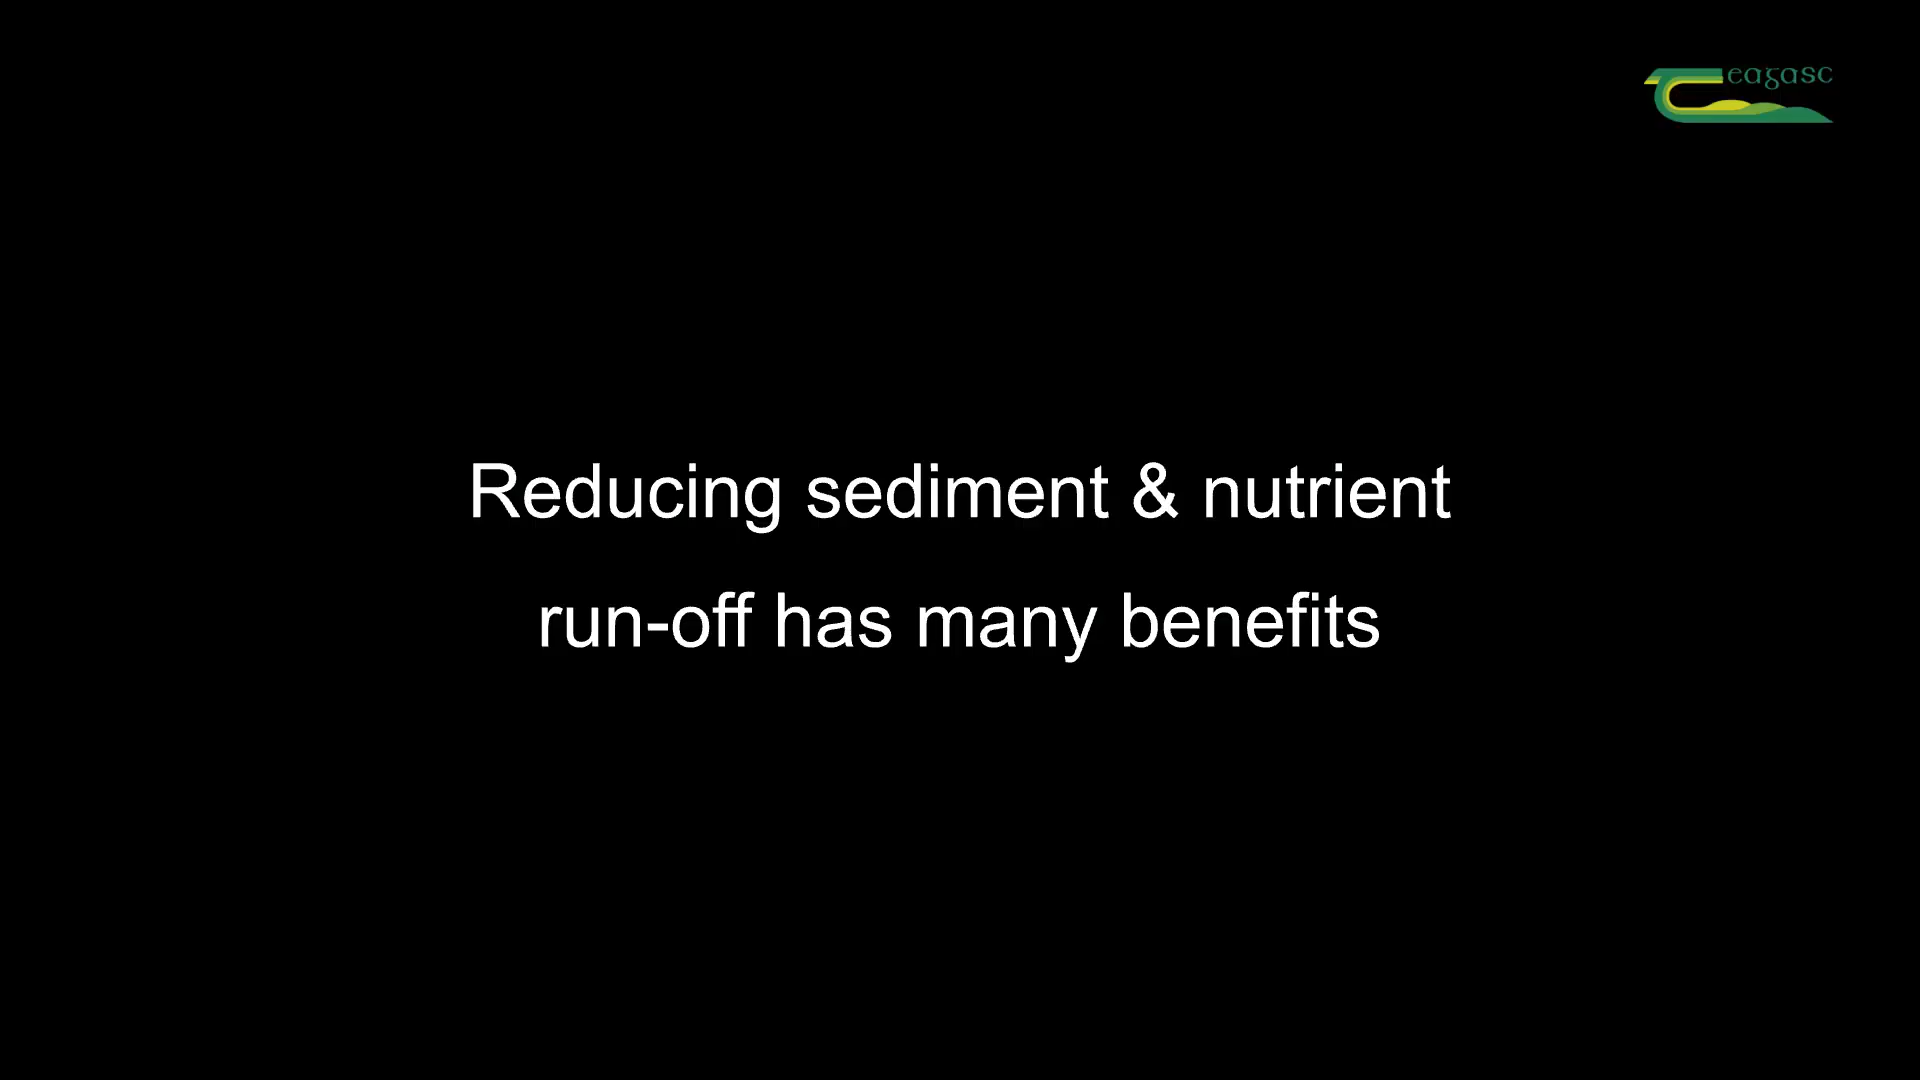 Teagasc
Reducing sediment & nutrient
run-off has many benefits